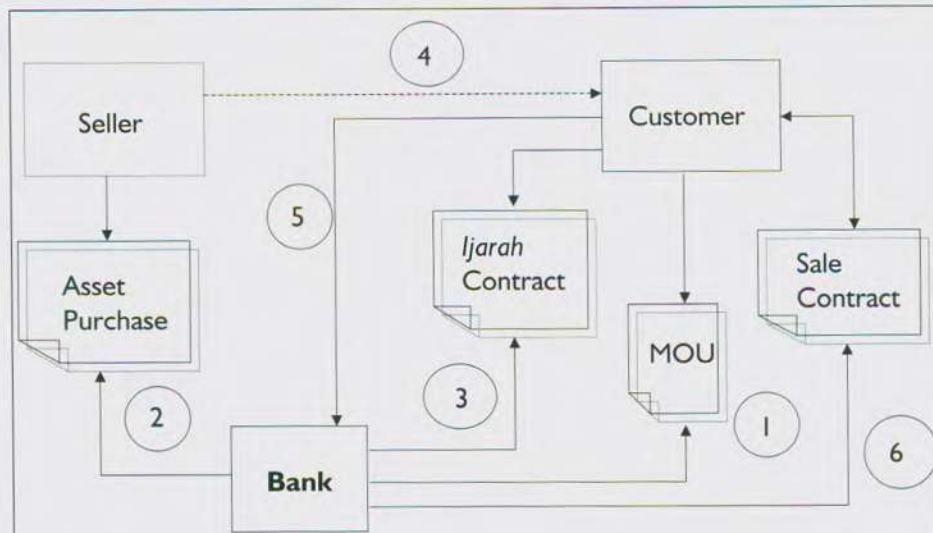 4
Seller
Customer
5
Ijarah
Contract
Sale
Contract
Asset
Purchase
MOU
3
2
1
6
Bank